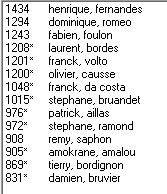 1434 henrique, fernandes
1294 dominique, romeo
1243 fabien, foulon
1208* laurent, bordes
1201* franck, volto
1200* olivier, causse
1048* franck, da costa
1015* stephane, bruandet
976* patrick, aillas
972* stephane, ramond
908 remy, saphon
905* amokrane, amalou
869* tierry, bordignon
831* damien, bruvier